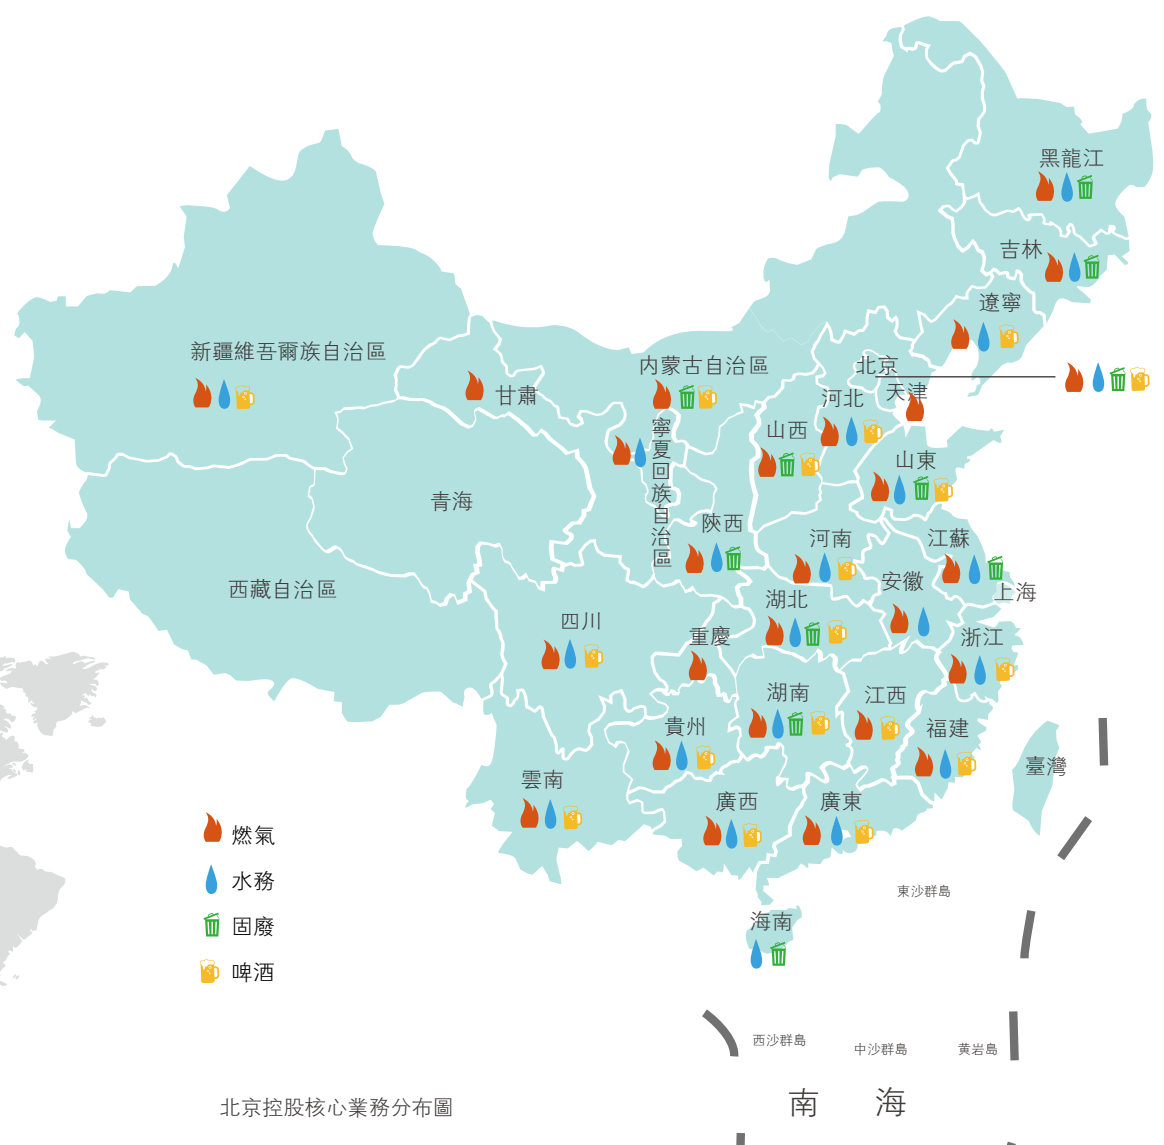 黑龍江
吉林
遼寧
新疆維吾爾族自治區
内蒙古自治區
北京
甘肅
天津
河北
寧夏回族自治區
山西
山東
青海
陝西
河南
江蘇
西藏自治區
安徽
上海
湖北
四川
重慶
浙江
湖南
江西
貴州
福建
臺灣
雲南
廣西
廣東
燃氣
水務
固廢
啤酒
東沙群島
海南
西沙群島
中沙群島
黄岩島
南海
北京控股核心業務分布圖